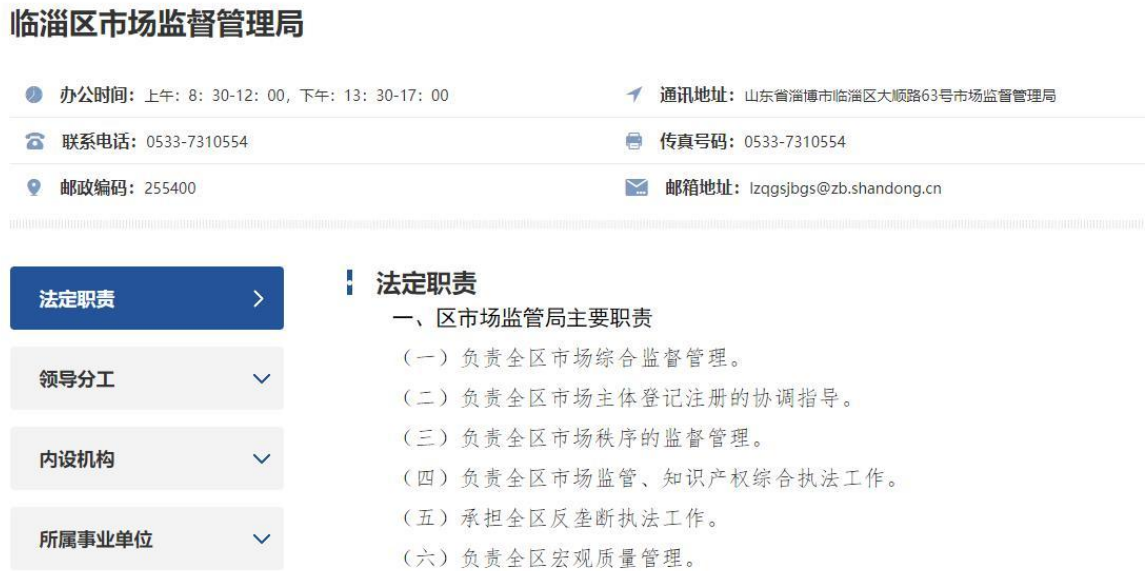 临淄区市场监督管理局
办公时间：上午：8：30-12：00，下午：13：30-17：00
通讯地址：山东省淄博市临淄区大顺路63号市场监督管理局
联系电话：0533-7310554
传真号码：0533-7310554
邮政编码：255400
邮箱地址：lzqgsjbgs@zb.shandong.cn
法定职责
领导分工
内设机构
所属事业单位
法定职责
一、区市场监管局主要职责
（一）负责全区市场综合监督管理。
（二）负责全区市场主体登记注册的协调指导。
（三）负责全区市场秩序的监督管理。
（四）负责全区市场监管、知识产权综合执法工作。
（五）承担全区反垄断执法工作。
（六）负责全区宏观质量管理。